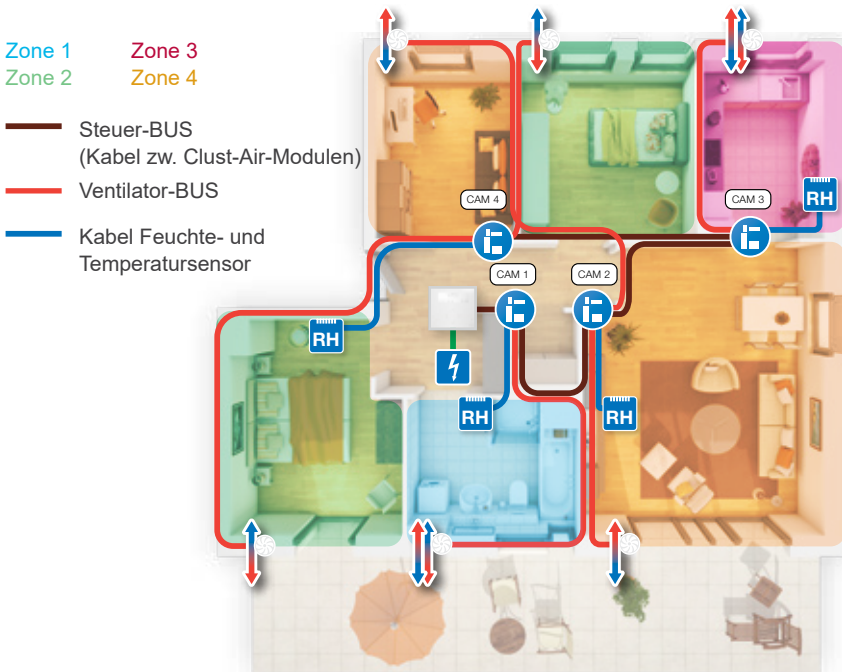 Zone 1
Zone 3
Zone 2
Zone 4
Steuer-BUS
(Kabel zw. Clust-Air-Modulen)
Ventilator-BUS
Kabel Feuchte- und
Temperatursensor
CAM 4
CAM 3
RH
CAM 1
CAM 2
RH
RH
RH